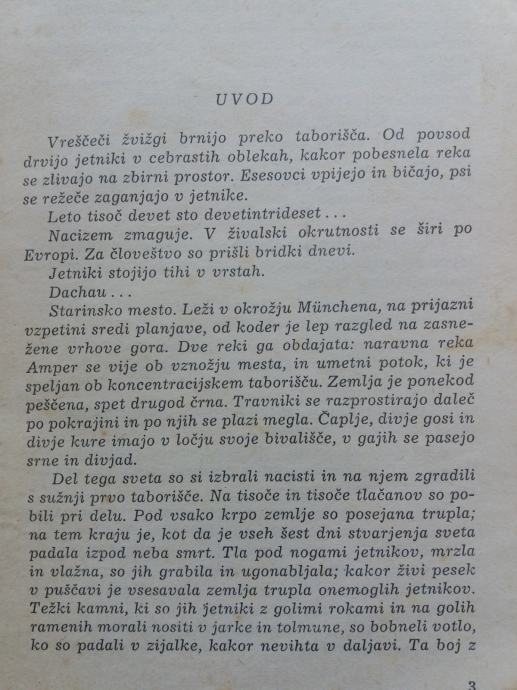 UVOD
Vreščeči žvižgi brnijo preko taborišča. Od povsod
drvijo jetniki v cebrastih oblekah, kakor pobesnela reka
se zlivajo na zbirni prostor. Esesovci vpijejo in bičajo, psi
se režeče zaganjajo v jetnike.
Leto tisoč devet sto devetintrideset...
Nacizem zmaguje. V živalski okrutnosti se širi po
Evropi. Za človeštvo so prišli bridki dnevi.
Jetniki stojijo tihi v vrstah.
Dachau...
Starinsko mesto. Leži v okrožju Münchena, na prijazni
vzpetini sredi planjave, od koder je lep razgled na zasne-
žene vrhove gora. Dve reki ga obdajata: naravna reka
Amper se vije ob vznožju mesta, in umetni potok, ki je
speljan ob koncentracijskem taborišču. Zemlja je ponekod
peščena, spet drugod črna. Travniki se razprostirajo daleč
po pokrajini in po njih se plazi megla. Čaplje, divje gosi in
divje kure imajo v ločju svoje bivališče, v gajih se pasejo
srne in divjad.
Del tega sveta so si izbrali nacisti in na njem zgradili
s sužnji prvo taborišče. Na tisoče in tisoče tlačanov so po-
bili pri delu. Pod vsako krpo zemlje so posejana trupla;
na tem kraju je, kot da je vseh šest dni stvarjenja sveta
padala izpod neba smrt. Tla pod nogami jetnikov, mrzla
in vlažna, so jih grabila in ugonabljala; kakor živi pesek
v puščavi je vsesavala zemlja trupla onemoglih jetnikov.
Težki kamni, ki so jih jetniki z golimi rokami in na golih
ramenih morali nositi v jarke in tolmune, so bobneli votlo,
ko so padali v zijalke, kakor nevihta v daljavi. Ta boj z
3